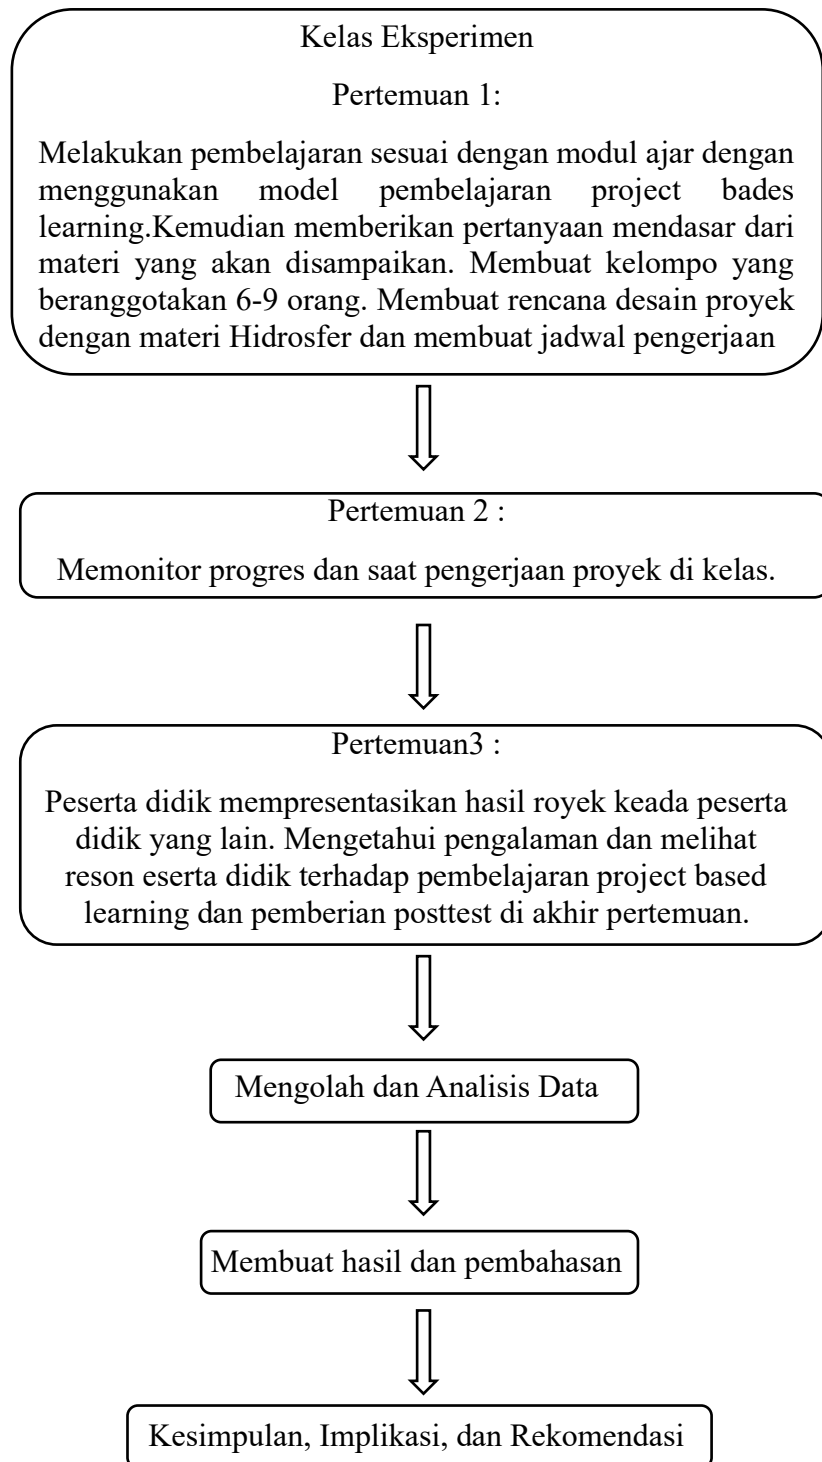 Kelas Eksperimen
Pertemuan 1:
Melakukan pembelajaran sesuai dengan modul ajar dengan
menggunakan model pembelajaran project bades
learning.Kemudian memberikan pertanyaan mendasar dari
materi yang akan disampaikan. Membuat kelompo yang
beranggotakan 6-9 orang. Membuat rencana desain proyek
dengan materi Hidrosfer dan membuat jadwal pengerjaan
Pertemuan 2 :
Memonitor progres dan saat pengerjaan proyek di kelas.
Pertemuan3 :
Peserta didik mempresentasikan hasil royek keada peserta
didik yang lain. Mengetahui pengalaman dan melihat
reson eserta didik terhadap pembelajaran project based
learning dan pemberian posttest di akhir pertemuan.
Mengolah dan Analisis Data
Membuat hasil dan pembahasan
Kesimpulan, Implikasi, dan Rekomendasi